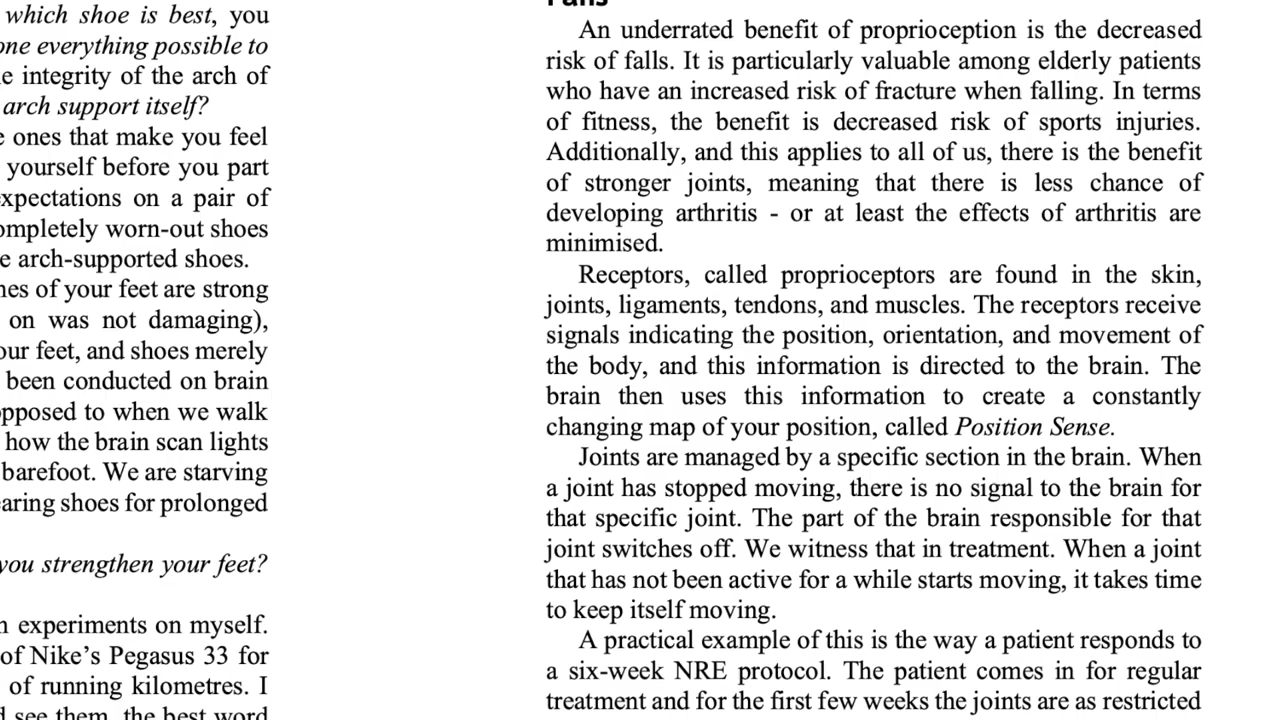 which shoe is best, you
one everything possible to
e integrity of the arch of
arch support itself?
e ones that make you feel
yourself before you part
expectations on a pair of
ompletely worn-out shoes
e arch-supported shoes.
nes of your feet are strong
on was not damaging),
our feet, and shoes merely
been conducted on brain
opposed to when we walk
how the brain scan lights
barefoot. We are starving
earing shoes for prolonged
you strengthen your feet?
n experiments on myself.
of Nike’s Pegasus 33 for
of running kilometres. I
d see them, the best word
Falls
An underrated benefit of proprioception is the decreased
risk of falls. It is particularly valuable among elderly patients
who have an increased risk of fracture when falling. In terms
of fitness, the benefit is decreased risk of sports injuries.
Additionally, and this applies to all of us, there is the benefit
of stronger joints, meaning that there is less chance of
developing arthritis - or at least the effects of arthritis are
minimised.
Receptors, called proprioceptors are found in the skin,
joints, ligaments, tendons, and muscles. The receptors receive
signals indicating the position, orientation, and movement of
the body, and this information is directed to the brain. The
brain then uses this information to create a constantly
changing map of your position, called Position Sense.
Joints are managed by a specific section in the brain. When
a joint has stopped moving, there is no signal to the brain for
that specific joint. The part of the brain responsible for that
joint switches off. We witness that in treatment. When a joint
that has not been active for a while starts moving, it takes time
to keep itself moving.
A practical example of this is the way a patient responds to
a six-week NRE protocol. The patient comes in for regular
treatment and for the first few weeks the joints are as restricted